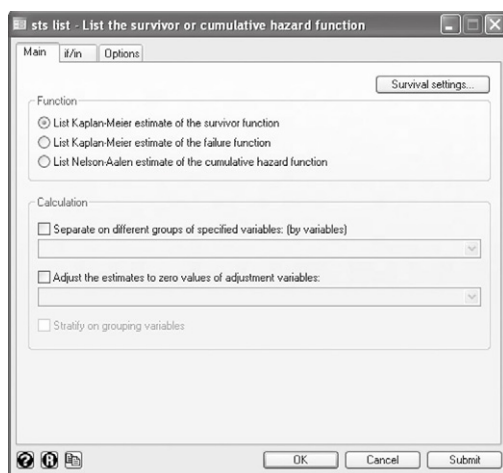 sts list - List the survivor or cumulative hazard function
Main if/in Options
Survival settings...
Function
List Kaplan-Meier estimate of the survivor function
List Kaplan-Meier estimate of the failure function
List Nelson-Aalen estimate of the cumulative hazard function
Calculation
Separate on different groups of specified variables: (by variables)
Adjust the estimates to zero values of adjustment variables:
Stratify on grouping variables
? R OK Cancel Submit